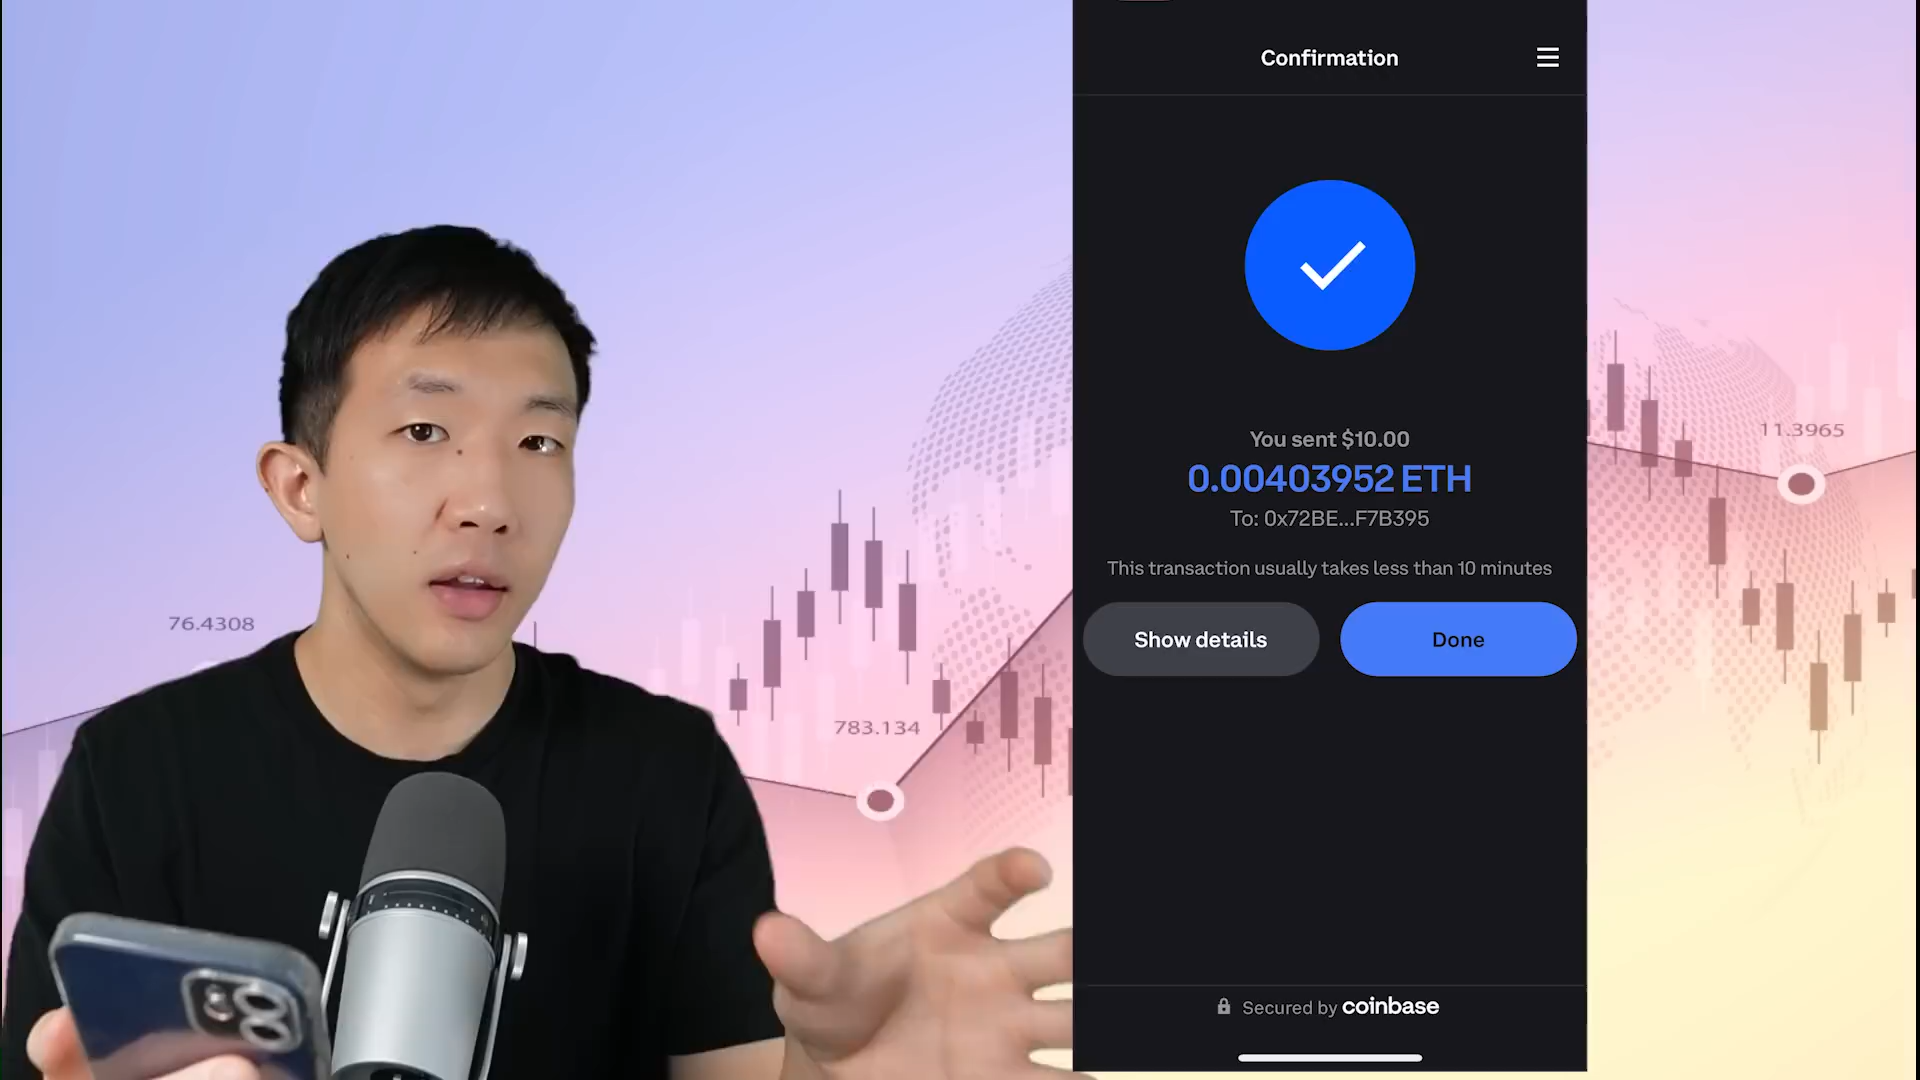 Confirmation
You sent $10.00
0.00403952 ETH
To: 0x72BE...F7B395
This transaction usually takes less than 10 minutes
Show details
Done
Secured by coinbase
76.4308
783.134
11.3965